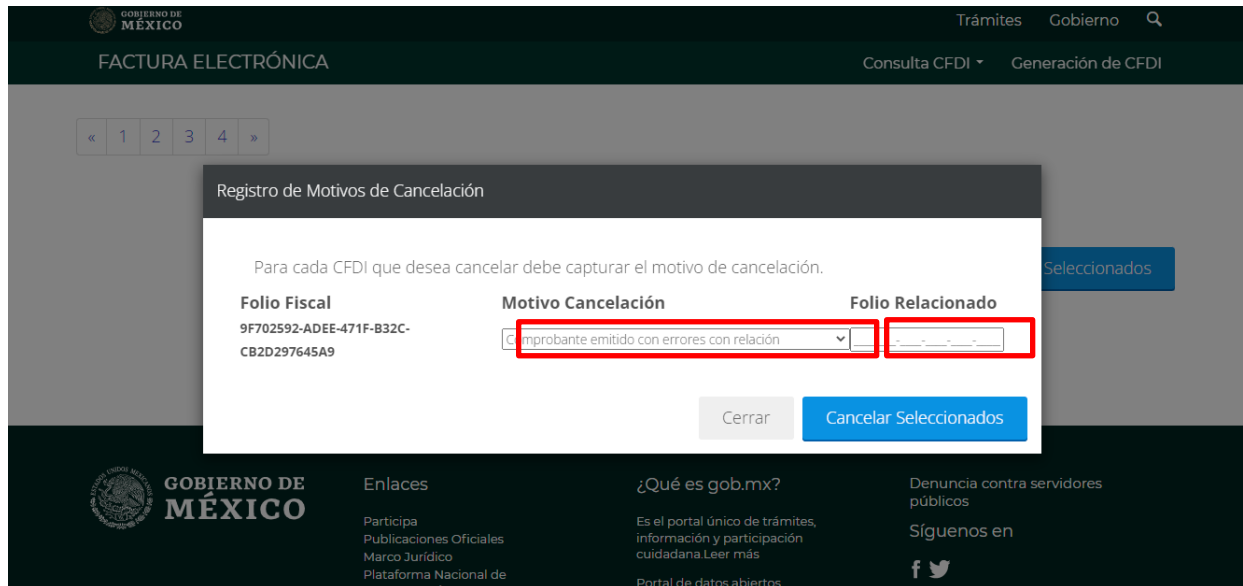 GOBIERNO DE
MÉXICO
Trámites Gobierno
FACTURA ELECTRÓNICA
Consulta CFDI Generación de CFDI
« 1 2 3 4 »
Registro de Motivos de Cancelación
Seleccionados
Para cada CFDI que desea cancelar debe capturar el motivo de cancelación.
Folio Fiscal Motivo Cancelación Folio Relacionado
9F702592-ADEE-471F-B32C-
CB2D297645A9
Comprobante emitido con errores con relación
Cerrar Cancelar Seleccionados
GOBIERNO DE
MÉXICO
Enlaces
Participa
Publicaciones Oficiales
Marco Jurídico
Plataforma Nacional de
¿Qué es gob.mx?
Es el portal único de trámites,
información y participación
cuidadana.Leer más
Portal de datos abiertos
Denuncia contra servidores
públicos
Síguenos en